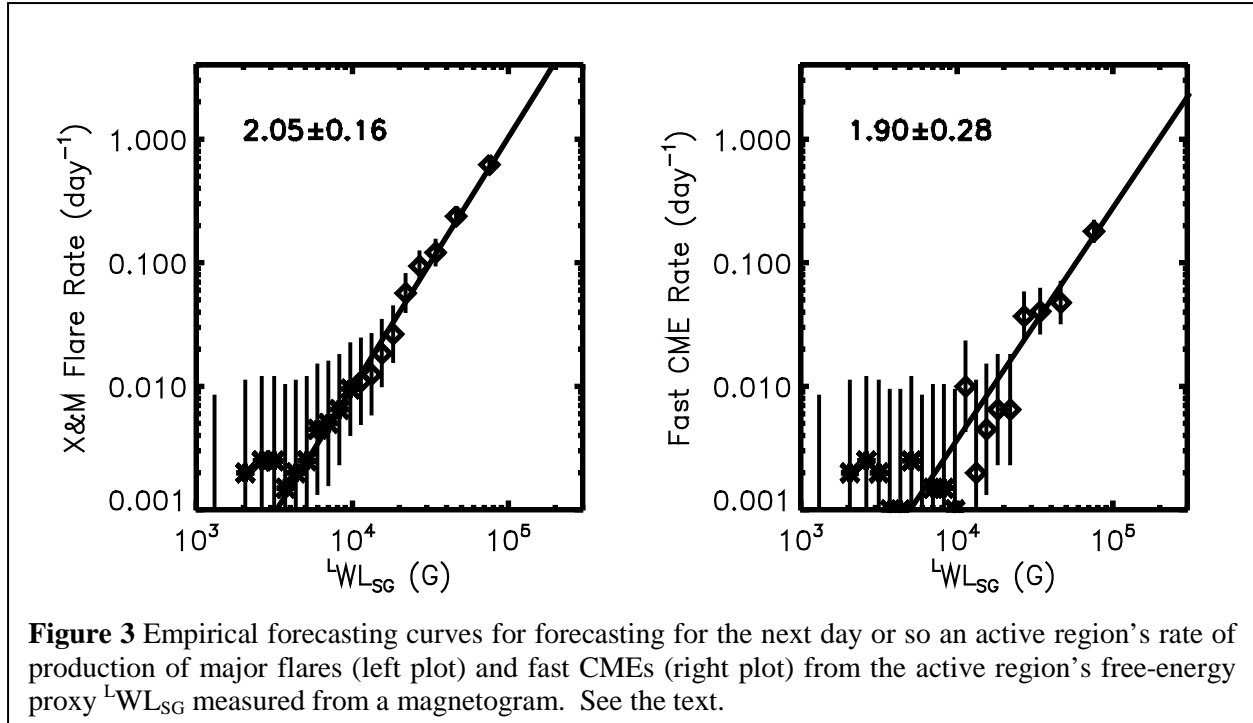 2.05±0.16
X&M Flare Rate (day⁻¹)
1.000
0.100
0.010
0.001
10³ 10⁴ 10⁵
ᴸWL_SG (G)
1.90±0.28
Fast CME Rate (day⁻¹)
1.000
0.100
0.010
0.001
10³ 10⁴ 10⁵
ᴸWL_SG (G)
Figure 3 Empirical forecasting curves for forecasting for the next day or so an active region’s rate of
production of major flares (left plot) and fast CMEs (right plot) from the active region’s free-energy
proxy ᴸWL_SG measured from a magnetogram. See the text.